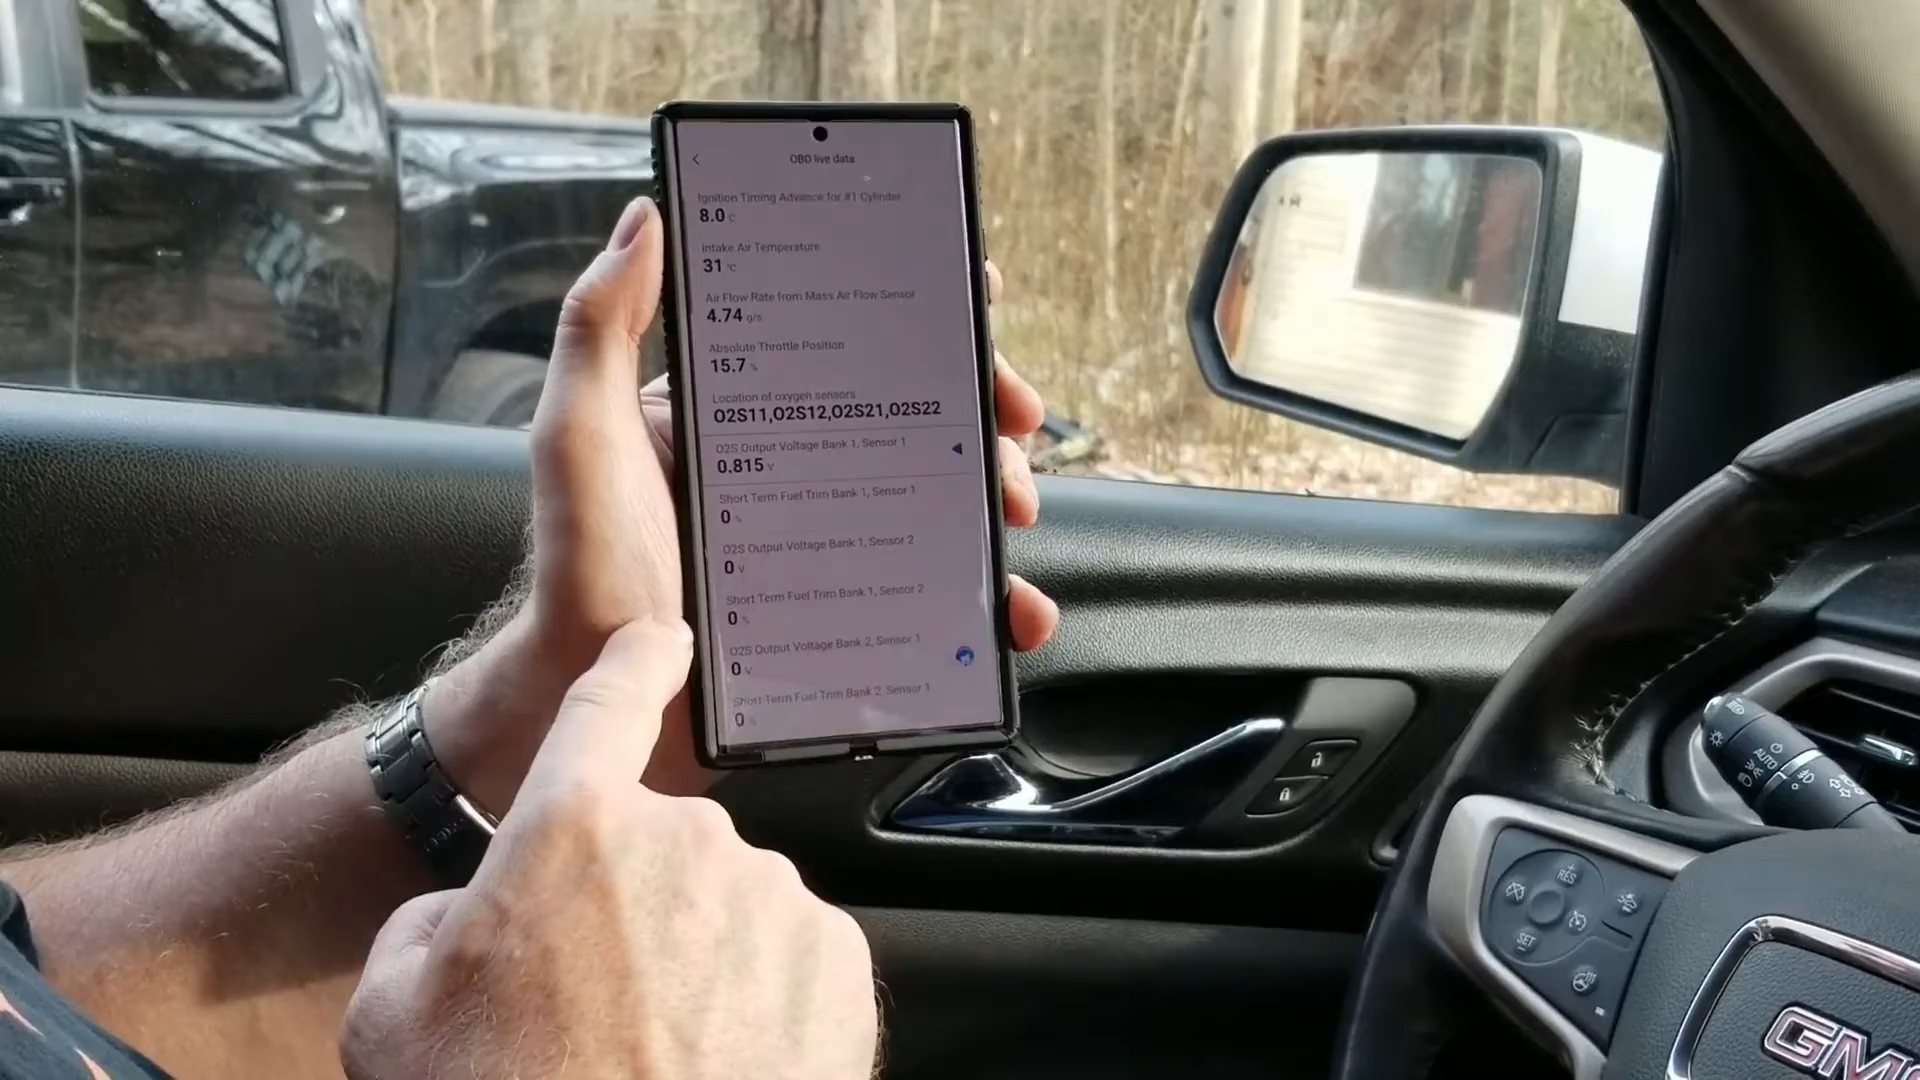 OBD live data
Ignition Timing Advance for #1 Cylinder
8.0 C
Intake Air Temperature
31 °C
Air Flow Rate from Mass Air Flow Sensor
4.74 g/s
Absolute Throttle Position
15.7 %
Location of oxygen sensors
O2S11,O2S12,O2S21,O2S22
O2S Output Voltage Bank 1, Sensor 1
0.815 V
Short Term Fuel Trim Bank 1, Sensor 1
0 %
O2S Output Voltage Bank 1, Sensor 2
0 V
Short Term Fuel Trim Bank 1, Sensor 2
0 %
O2S Output Voltage Bank 2, Sensor 1
0 V
Short Term Fuel Trim Bank 2, Sensor 1
0 %
AUTO
+
RES
SET
GMC